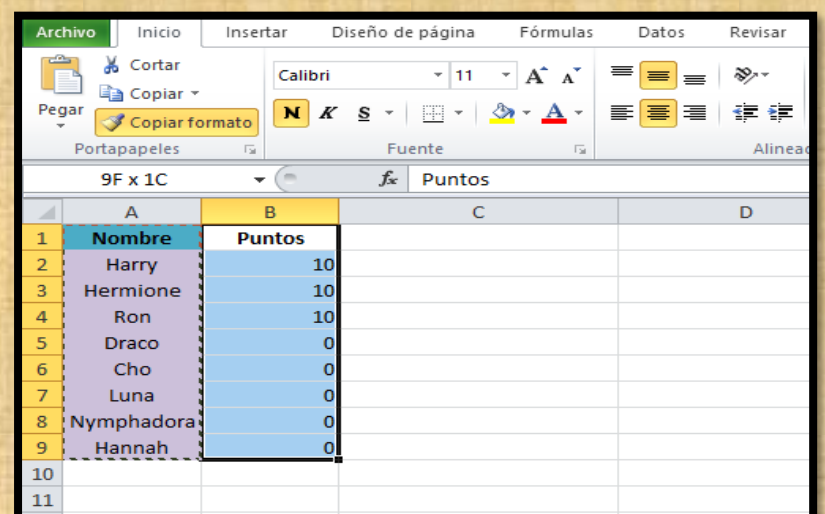 Archivo Inicio Insertar Diseño de página Fórmulas Datos Revisar
Cortar
Copiar
Pegar
Copiar formato
Portapapeles
Calibri 11
N K S A
Fuente
Alineac
9F x 1C fx Puntos
A B C D
1 Nombre Puntos
2 Harry 10
3 Hermione 10
4 Ron 10
5 Draco 0
6 Cho 0
7 Luna 0
8 Nymphadora 0
9 Hannah 0
10
11